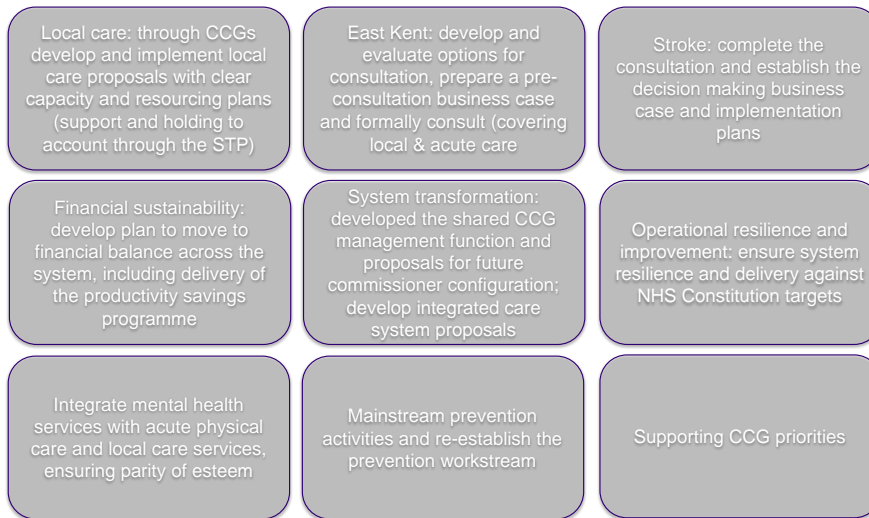 Local care: through CCGs
develop and implement local
care proposals with clear
capacity and resourcing plans
(support and holding to
account through the STP)
East Kent: develop and
evaluate options for
consultation, prepare a pre-
consultation business case
and formally consult (covering
local & acute care
Stroke: complete the
consultation and establish the
decision making business
case and implementation
plans
Financial sustainability:
develop plan to move to
financial balance across the
system, including delivery of
the productivity savings
programme
System transformation:
developed the shared CCG
management function and
proposals for future
commissioner configuration;
develop integrated care
system proposals
Operational resilience and
improvement: ensure system
resilience and delivery against
NHS Constitution targets
Integrate mental health
services with acute physical
care and local care services,
ensuring parity of esteem
Mainstream prevention
activities and re-establish the
prevention workstream
Supporting CCG priorities